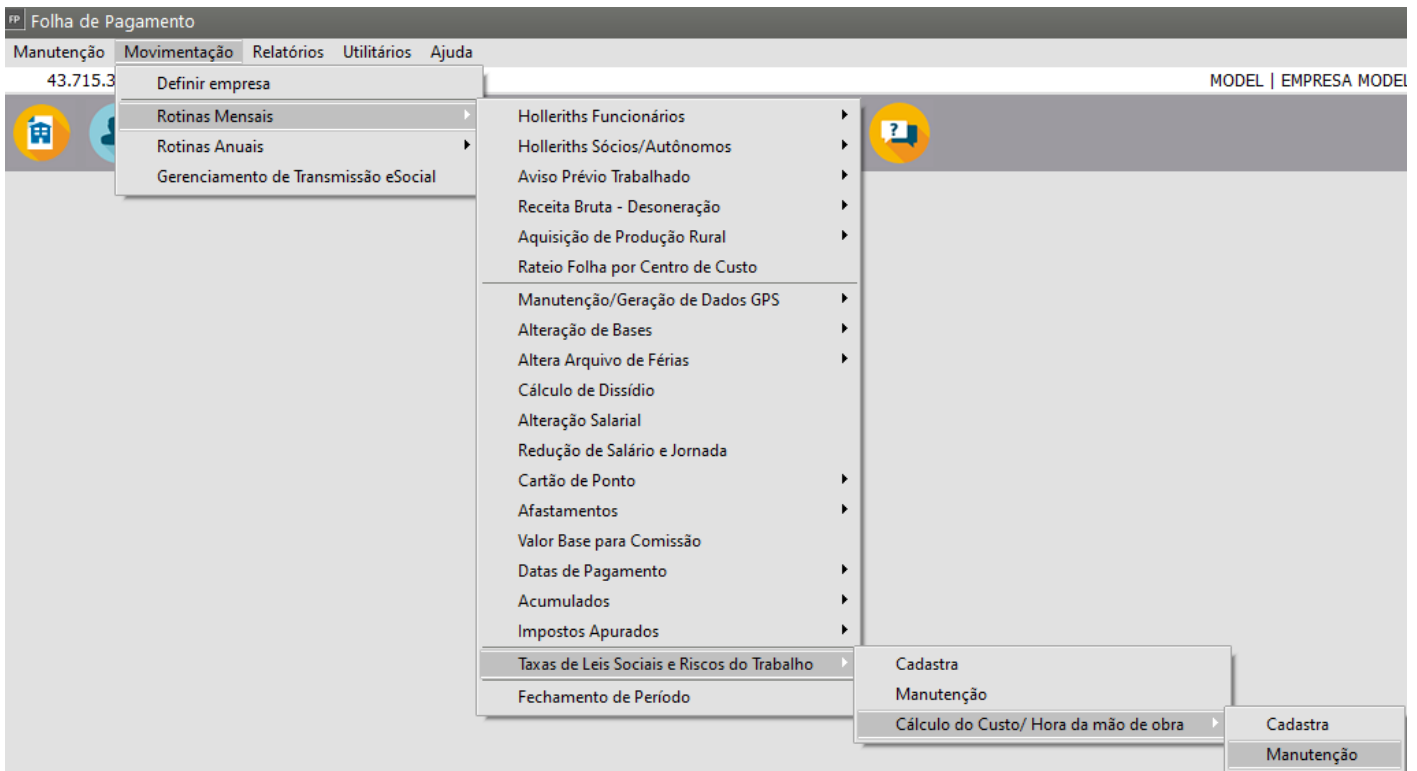 FP Folha de Pagamento
Manutenção Movimentação Relatórios Utilitários Ajuda
43.715.3 MODEL | EMPRESA MODEL
Definir empresa
Rotinas Mensais
Rotinas Anuais
Gerenciamento de Transmissão eSocial
Holleriths Funcionários
Holleriths Sócios/Autônomos
Aviso Prévio Trabalhado
Receita Bruta - Desoneração
Aquisição de Produção Rural
Rateio Folha por Centro de Custo
Manutenção/Geração de Dados GPS
Alteração de Bases
Altera Arquivo de Férias
Cálculo de Dissídio
Alteração Salarial
Redução de Salário e Jornada
Cartão de Ponto
Afastamentos
Valor Base para Comissão
Datas de Pagamento
Acumulados
Impostos Apurados
Taxas de Leis Sociais e Riscos do Trabalho
Fechamento de Período
Cadastra
Manutenção
Cálculo do Custo/ Hora da mão de obra
Cadastra
Manutenção
?